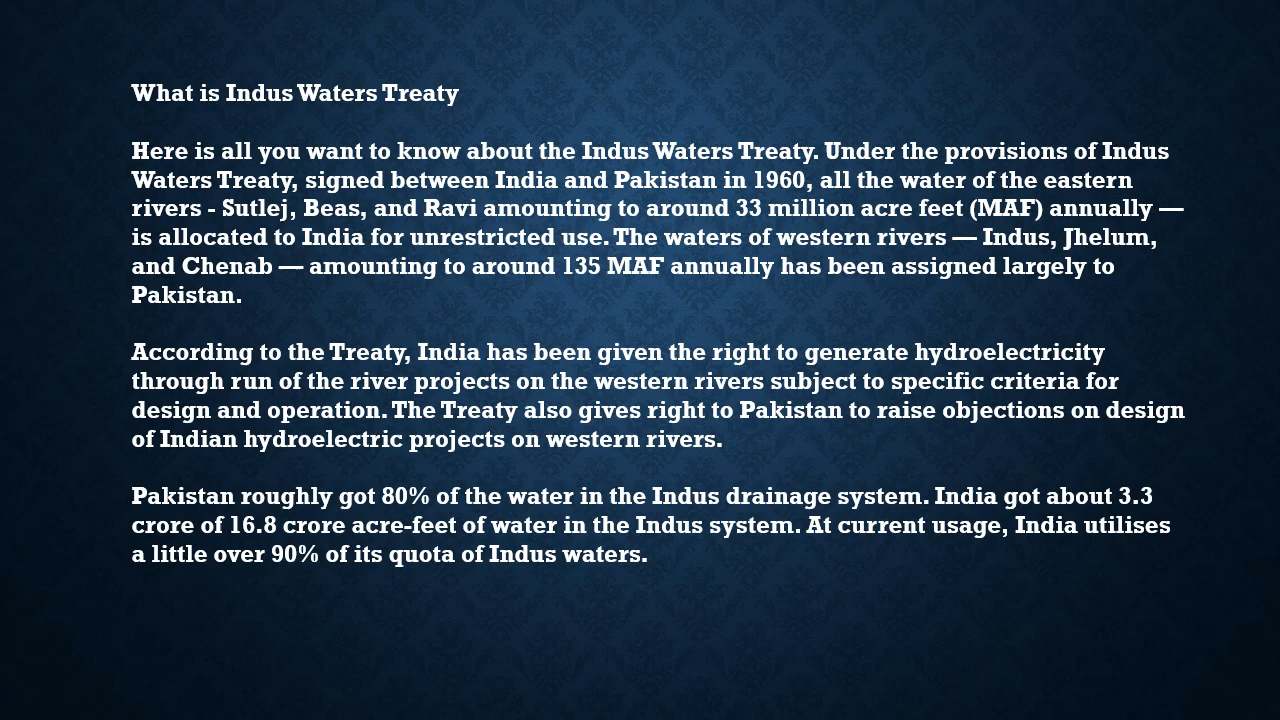 What is Indus Waters Treaty
Here is all you want to know about the Indus Waters Treaty. Under the provisions of Indus
Waters Treaty, signed between India and Pakistan in 1960, all the water of the eastern
rivers - Sutlej, Beas, and Ravi amounting to around 33 million acre feet (MAF) annually —
is allocated to India for unrestricted use. The waters of western rivers — Indus, Jhelum,
and Chenab — amounting to around 135 MAF annually has been assigned largely to
Pakistan.
According to the Treaty, India has been given the right to generate hydroelectricity
through run of the river projects on the western rivers subject to specific criteria for
design and operation. The Treaty also gives right to Pakistan to raise objections on design
of Indian hydroelectric projects on western rivers.
Pakistan roughly got 80% of the water in the Indus drainage system. India got about 3.3
crore of 16.8 crore acre-feet of water in the Indus system. At current usage, India utilises
a little over 90% of its quota of Indus waters.